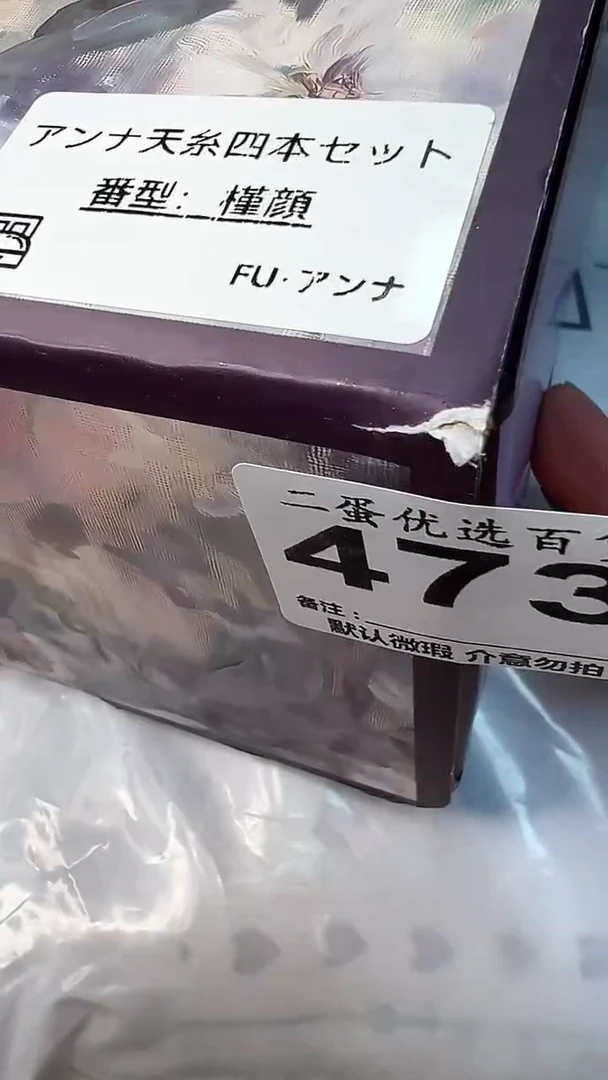 アンナ天糸四本セット
番型: 槿顔
FU·アンナ
二蛋优选百
473
备注:
默认微瑕 介意勿拍